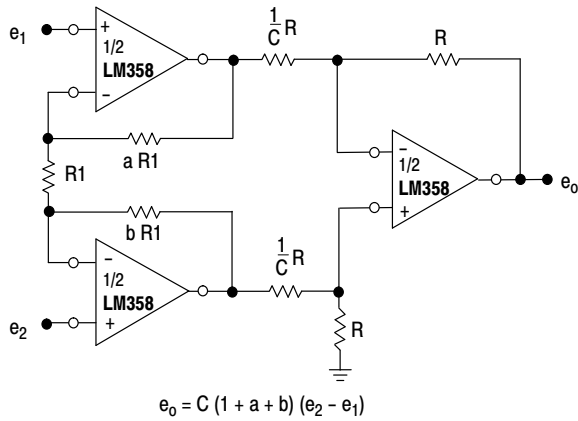 e1
+
1/2
LM358
−
1/C R
R
a R1
R1
−
1/2
LM358
+
eo
b R1
−
1/2
LM358
+
e2
1/C R
R
eo = C (1 + a + b) (e2 − e1)